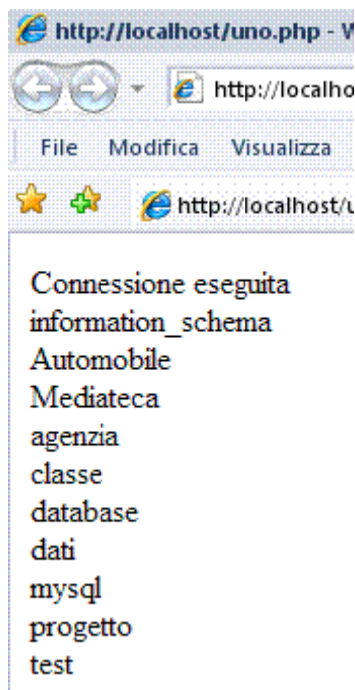 http://localhost/uno.php - W
http://localho
File Modifica Visualizza
http://localhost/u
Connessione eseguita
information_schema
Automobile
Mediateca
agenzia
classe
database
dati
mysql
progetto
test